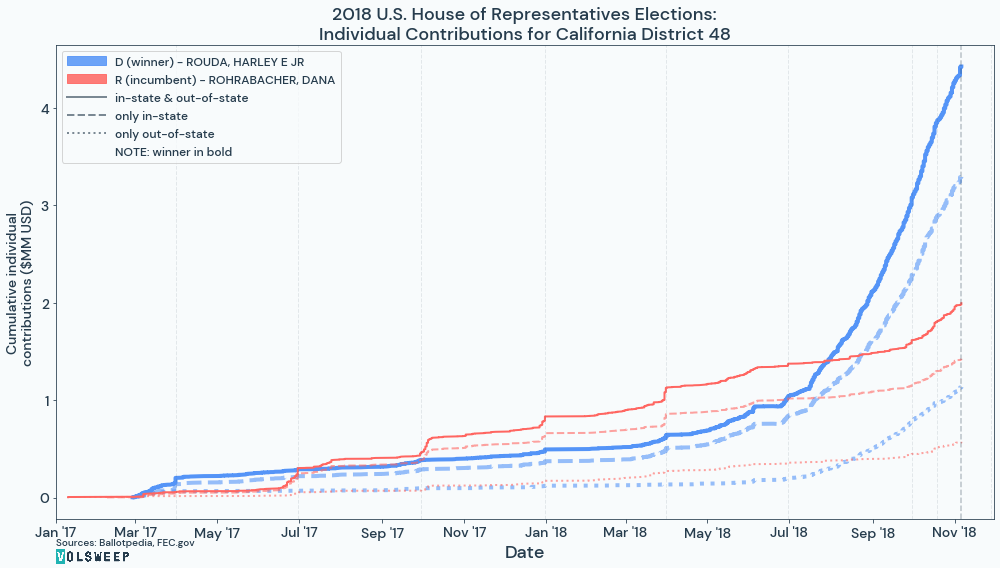 2018 U.S. House of Representatives Elections:
Individual Contributions for California District 48
D (winner) – ROUDA, HARLEY E JR
R (incumbent) – ROHRABACHER, DANA
in-state & out-of-state
only in-state
only out-of-state
NOTE: winner in bold
Cumulative individual
contributions ($MM USD)
4
3
2
1
0
Jan '17
Mar '17
May '17
Jul '17
Sep '17
Nov '17
Jan '18
Mar '18
May '18
Jul '18
Sep '18
Nov '18
Date
Sources: Ballotpedia, FEC.gov
VOLSWEEP